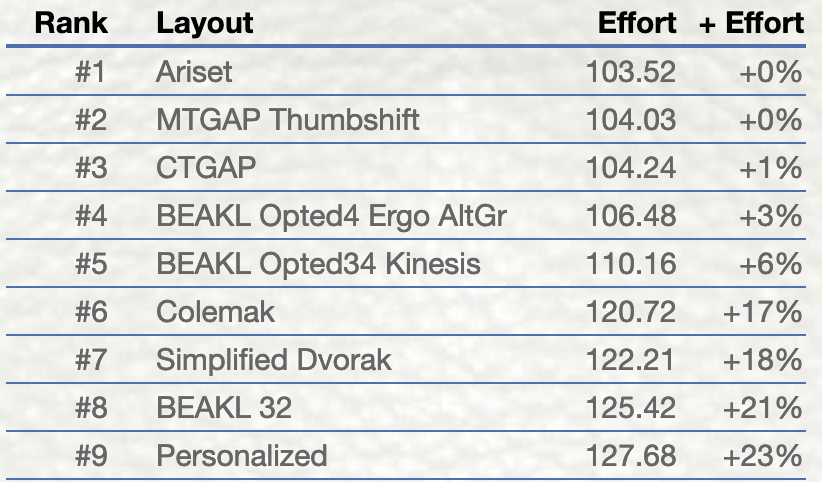 Rank Layout Effort + Effort
#1 Ariset 103.52 +0%
#2 MTGAP Thumbshift 104.03 +0%
#3 CTGAP 104.24 +1%
#4 BEAKL Opted4 Ergo AltGr 106.48 +3%
#5 BEAKL Opted34 Kinesis 110.16 +6%
#6 Colemak 120.72 +17%
#7 Simplified Dvorak 122.21 +18%
#8 BEAKL 32 125.42 +21%
#9 Personalized 127.68 +23%